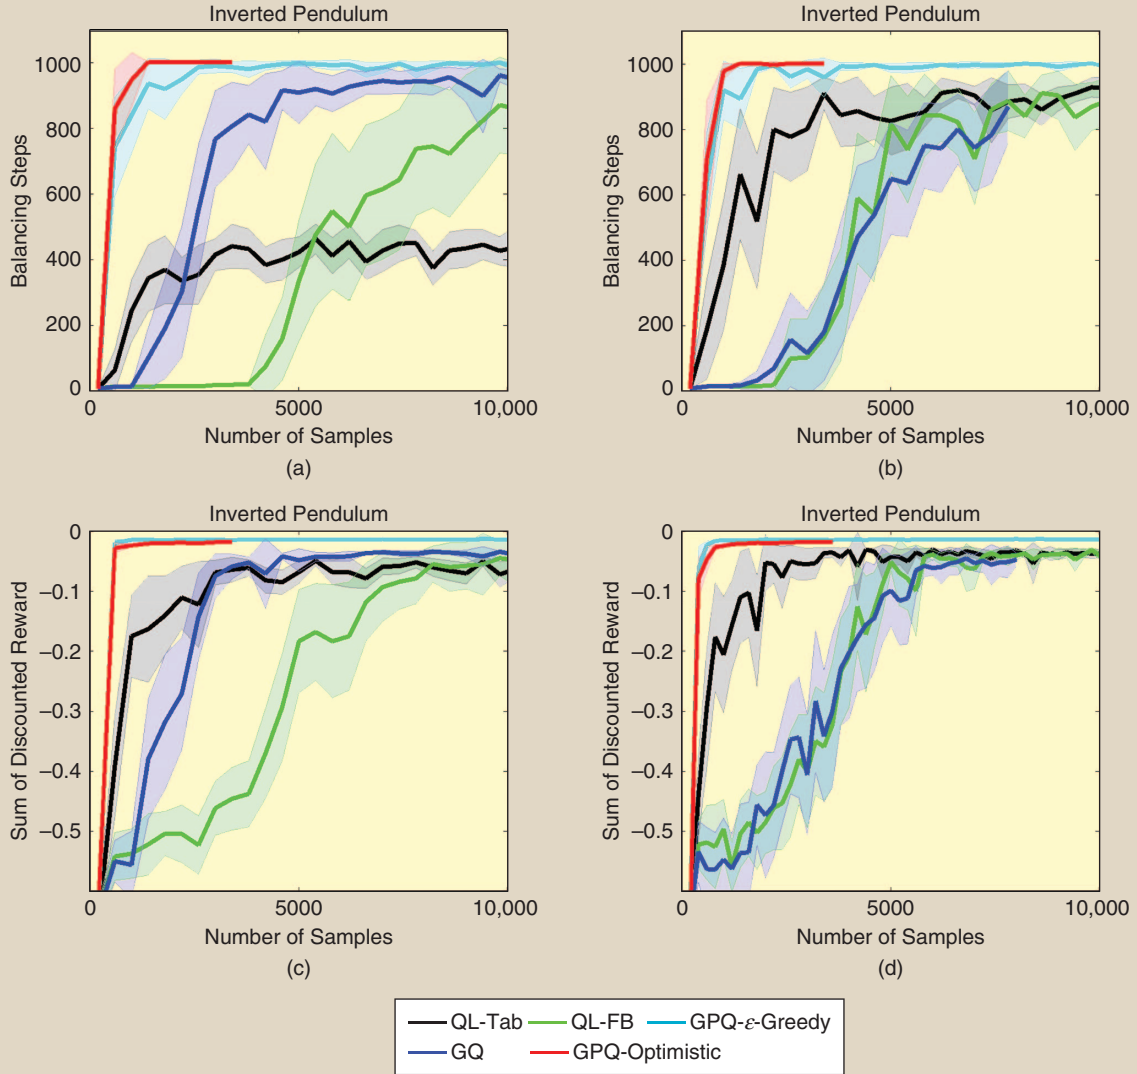 Inverted Pendulum
1000
800
600
400
200
0
Balancing Steps
0 5000 10,000
Number of Samples
(a)
Inverted Pendulum
1000
800
600
400
200
0
Balancing Steps
0 5000 10,000
Number of Samples
(b)
Inverted Pendulum
0
−0.1
−0.2
−0.3
−0.4
−0.5
Sum of Discounted Reward
0 5000 10,000
Number of Samples
(c)
Inverted Pendulum
0
−0.1
−0.2
−0.3
−0.4
−0.5
Sum of Discounted Reward
0 5000 10,000
Number of Samples
(d)
QL-Tab QL-FB GPQ-ε-Greedy
GQ GPQ-Optimistic